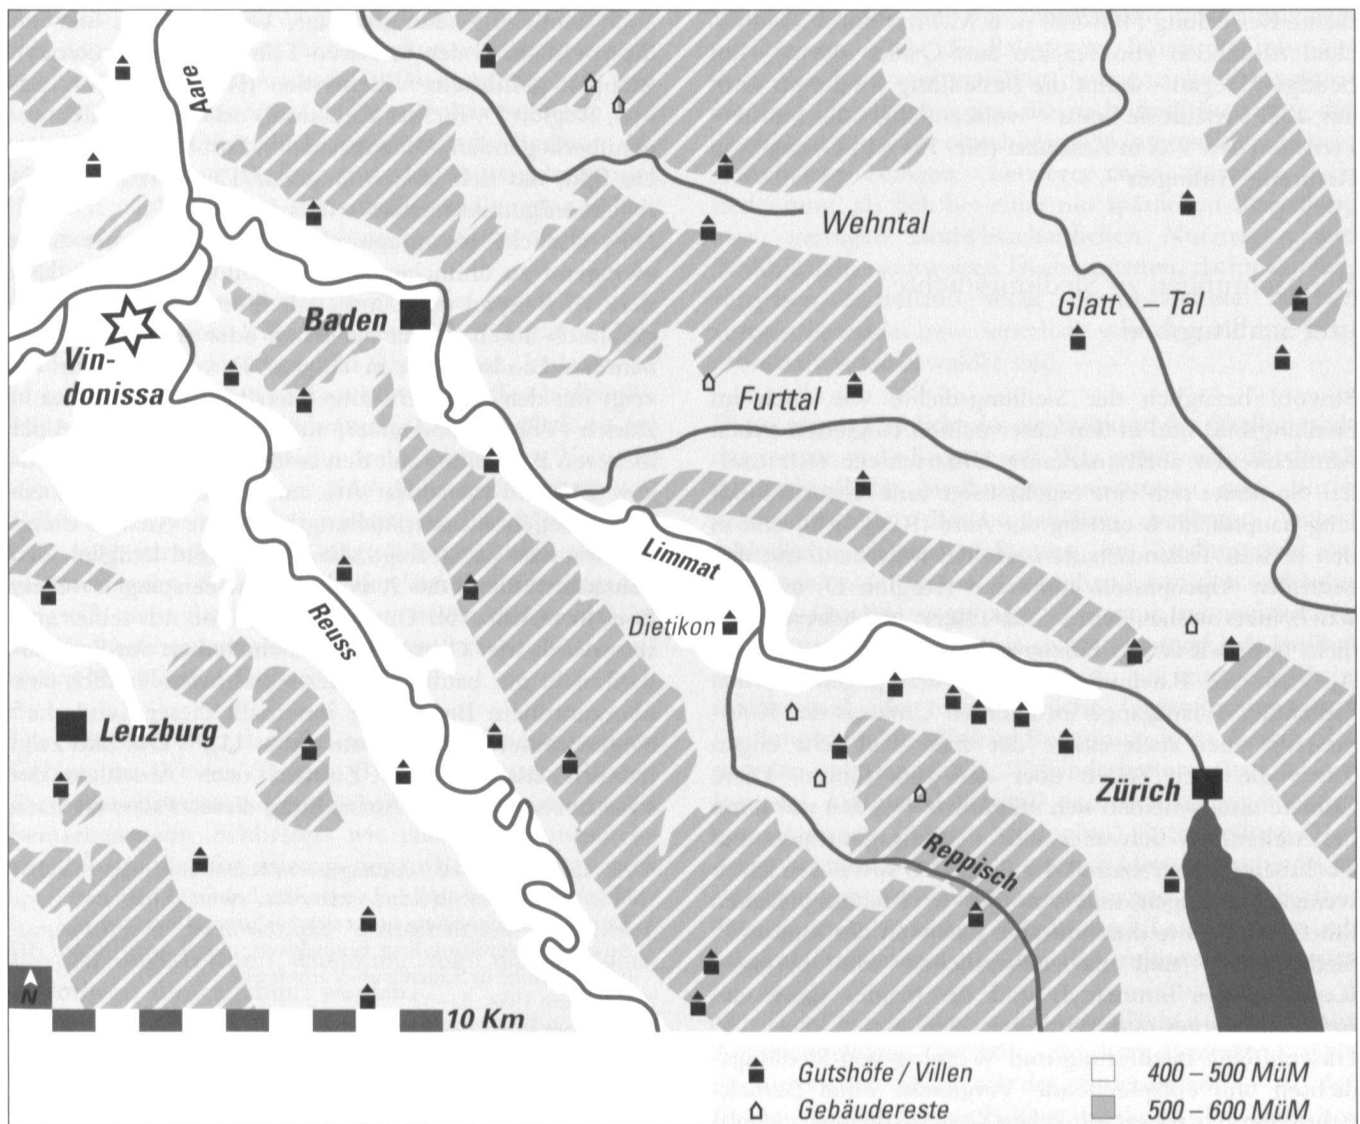 Aare
Wehntal
Glatt – Tal
Baden
Vin-
donissa
Furttal
Limmat
Dietikon
Reuss
Lenzburg
Zürich
Reppisch
N
10 Km
Gutshöfe / Villen
400 – 500 MüM
Gebäudereste
500 – 600 MüM